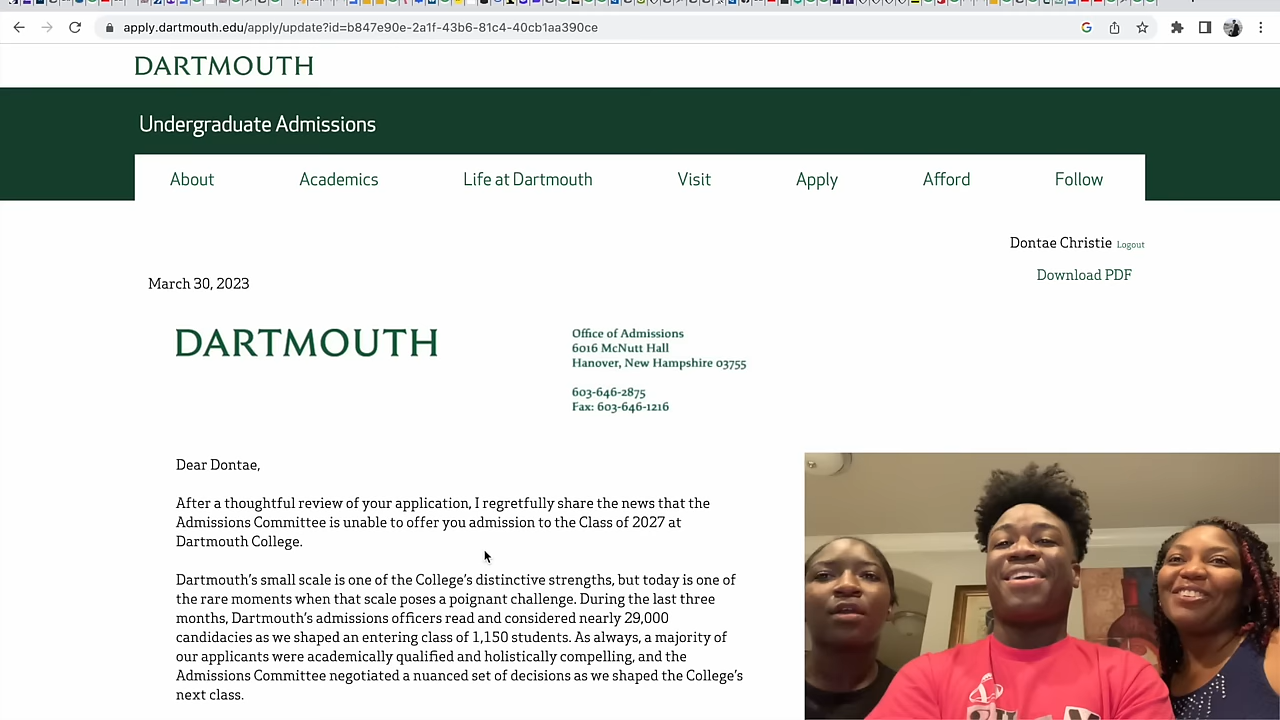 apply.dartmouth.edu/apply/update?id=b847e90e-2a1f-43b6-81c4-40cb1aa390ce
DARTMOUTH
Undergraduate Admissions
About Academics Life at Dartmouth Visit Apply Afford Follow
Dontae Christie Logout
Download PDF
March 30, 2023
DARTMOUTH
Office of Admissions
6016 McNutt Hall
Hanover, New Hampshire 03755
603-646-2875
Fax: 603-646-1216
Dear Dontae,
After a thoughtful review of your application, I regretfully share the news that the
Admissions Committee is unable to offer you admission to the Class of 2027 at
Dartmouth College.
Dartmouth's small scale is one of the College's distinctive strengths, but today is one of
the rare moments when that scale poses a poignant challenge. During the last three
months, Dartmouth's admissions officers read and considered nearly 29,000
candidacies as we shaped an entering class of 1,150 students. As always, a majority of
our applicants were academically qualified and holistically compelling, and the
Admissions Committee negotiated a nuanced set of decisions as we shaped the College's
next class.